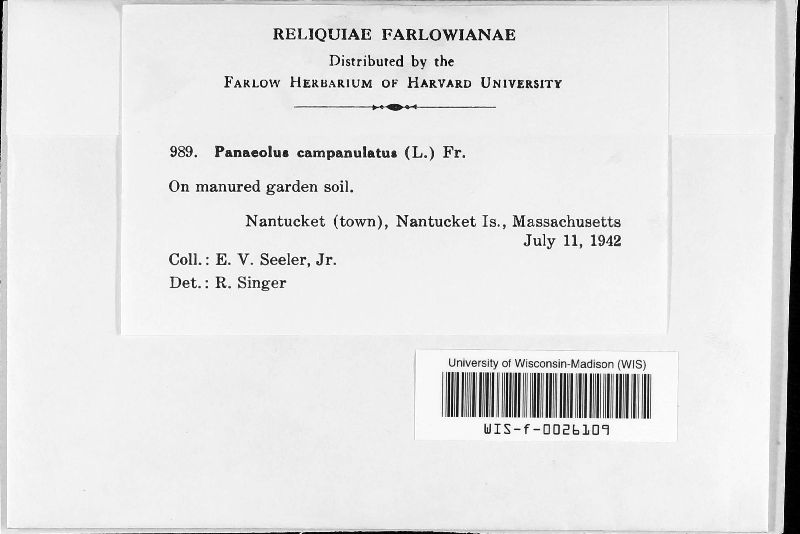 RELIQUIAE FARLOWIANAE
Distributed by the
FARLOW HERBARIUM OF HARVARD UNIVERSITY
989. Panaeolus campanulatus (L.) Fr.
On manured garden soil.
Nantucket (town), Nantucket Is., Massachusetts
July 11, 1942
Coll.: E. V. Seeler, Jr.
Det.: R. Singer
University of Wisconsin-Madison (WIS)
WIS-f-0026109